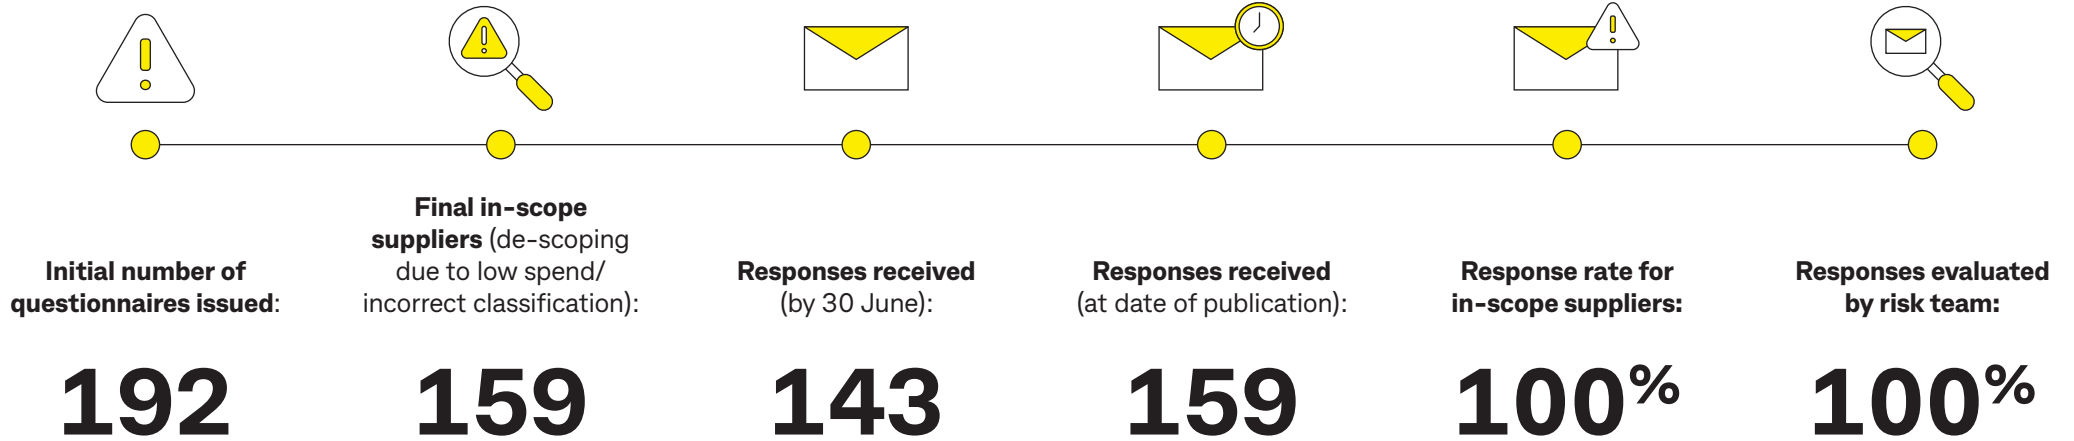 Initial number of
questionnaires issued:
192
Final in-scope
suppliers (de-scoping
due to low spend/
incorrect classification):
159
Responses received
(by 30 June):
143
Responses received
(at date of publication):
159
Response rate for
in-scope suppliers:
100%
Responses evaluated
by risk team:
100%